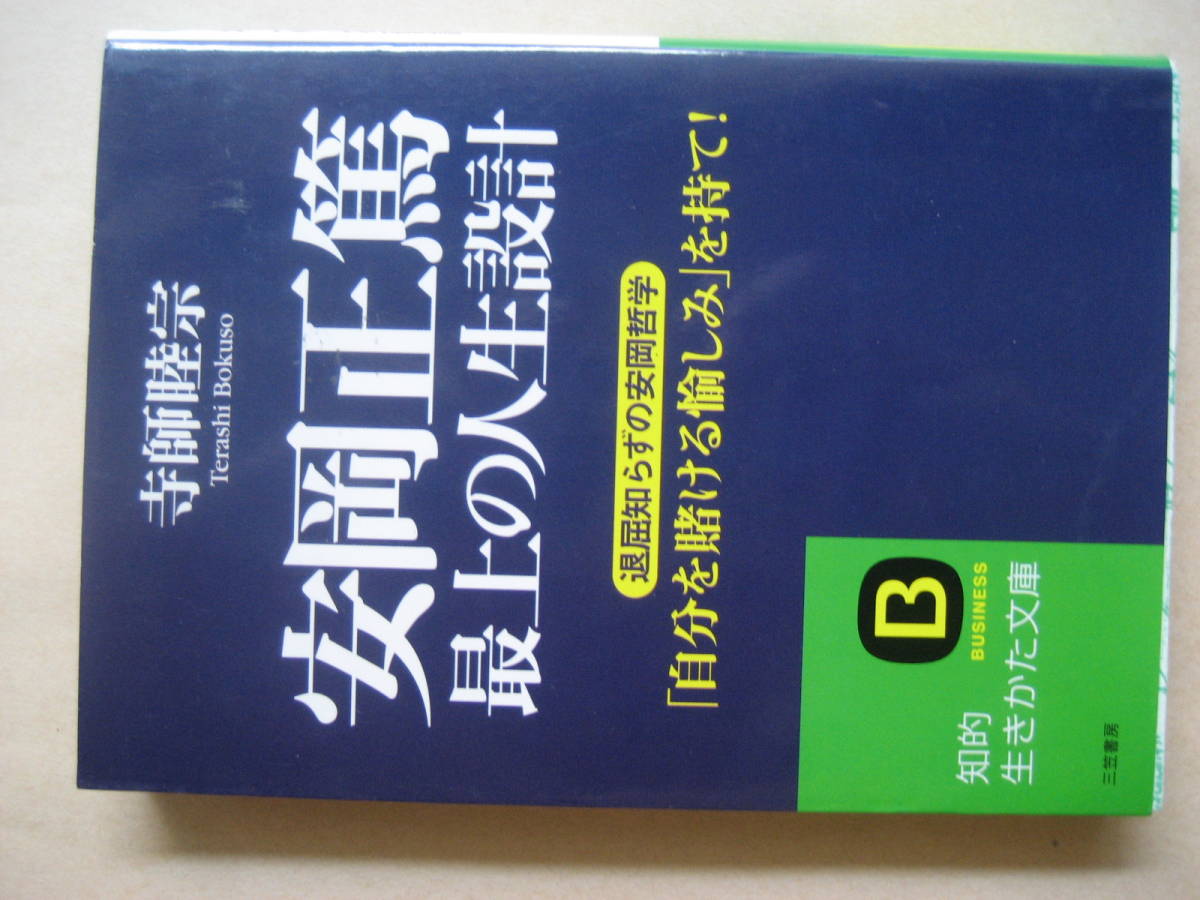 寺師睦宗
Terashi Bokuso
安岡正篤
最上の人生設計
退屈知らずの安岡哲学
「自分を賭ける愉しみ」を持て!
B
BUSINESS
知的
生きかた文庫
三笠書房